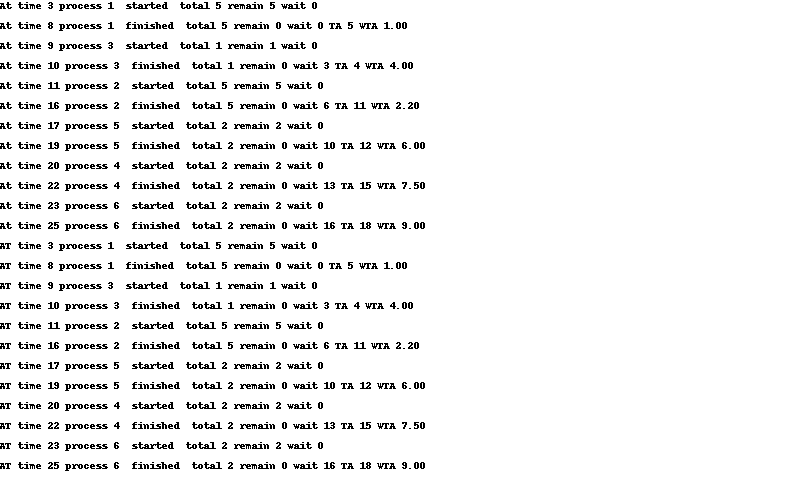 At time 3 process 1 started total 5 remain 5 wait 0
At time 8 process 1 finished total 5 remain 0 wait 0 TA 5 WTA 1.00
At time 9 process 3 started total 1 remain 1 wait 0
At time 10 process 3 finished total 1 remain 0 wait 3 TA 4 WTA 4.00
At time 11 process 2 started total 5 remain 5 wait 0
At time 16 process 2 finished total 5 remain 0 wait 6 TA 11 WTA 2.20
At time 17 process 5 started total 2 remain 2 wait 0
At time 19 process 5 finished total 2 remain 0 wait 10 TA 12 WTA 6.00
At time 20 process 4 started total 2 remain 2 wait 0
At time 22 process 4 finished total 2 remain 0 wait 13 TA 15 WTA 7.50
At time 23 process 6 started total 2 remain 2 wait 0
At time 25 process 6 finished total 2 remain 0 wait 16 TA 18 WTA 9.00
AT time 3 process 1 started total 5 remain 5 wait 0
AT time 8 process 1 finished total 5 remain 0 wait 0 TA 5 WTA 1.00
AT time 9 process 3 started total 1 remain 1 wait 0
AT time 10 process 3 finished total 1 remain 0 wait 3 TA 4 WTA 4.00
AT time 11 process 2 started total 5 remain 5 wait 0
AT time 16 process 2 finished total 5 remain 0 wait 6 TA 11 WTA 2.20
AT time 17 process 5 started total 2 remain 2 wait 0
AT time 19 process 5 finished total 2 remain 0 wait 10 TA 12 WTA 6.00
AT time 20 process 4 started total 2 remain 2 wait 0
AT time 22 process 4 finished total 2 remain 0 wait 13 TA 15 WTA 7.50
AT time 23 process 6 started total 2 remain 2 wait 0
AT time 25 process 6 finished total 2 remain 0 wait 16 TA 18 WTA 9.00